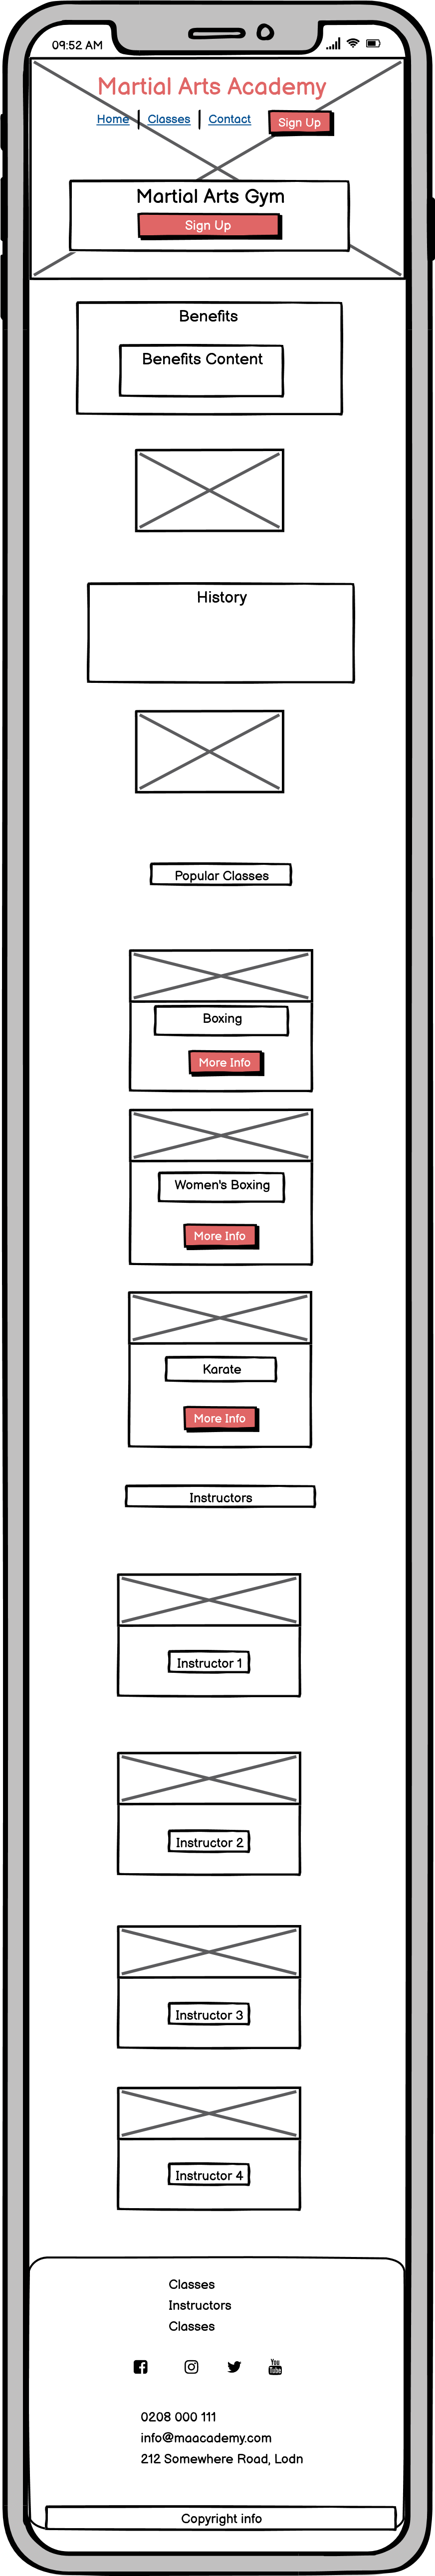 09:52 AM
Martial Arts Academy
Home | Classes | Contact Sign Up
Martial Arts Gym
Sign Up
Benefits
Benefits Content
History
Popular Classes
Boxing
More Info
Women's Boxing
More Info
Karate
More Info
Instructors
Instructor 1
Instructor 2
Instructor 3
Instructor 4
Classes
Instructors
Classes
You Tube
0208 000 111
info@maacademy.com
212 Somewhere Road, Lodn
Copyright info